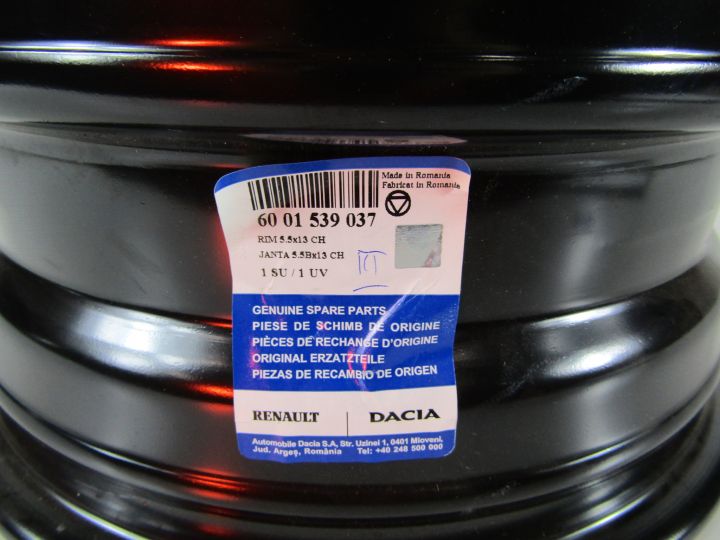 Made in Romania
Fabricat in Romania
60 01 539 037
RIM 5.5x13 CH
JANTA 5.5Bx13 CH
1 SU / 1 UV
GENUINE SPARE PARTS
PIESE DE SCHIMB DE ORIGINE
PIÈCES DE RECHANGE D'ORIGINE
ORIGINAL ERZATZTEILE
PIEZAS DE RECAMBIO DE ORIGEN
RENAULT | DACIA
Automobile Dacia S.A, Str. Uzinei 1, 0401 Mioveni,
Jud. Argeș, România Tel: +40 248 500 000